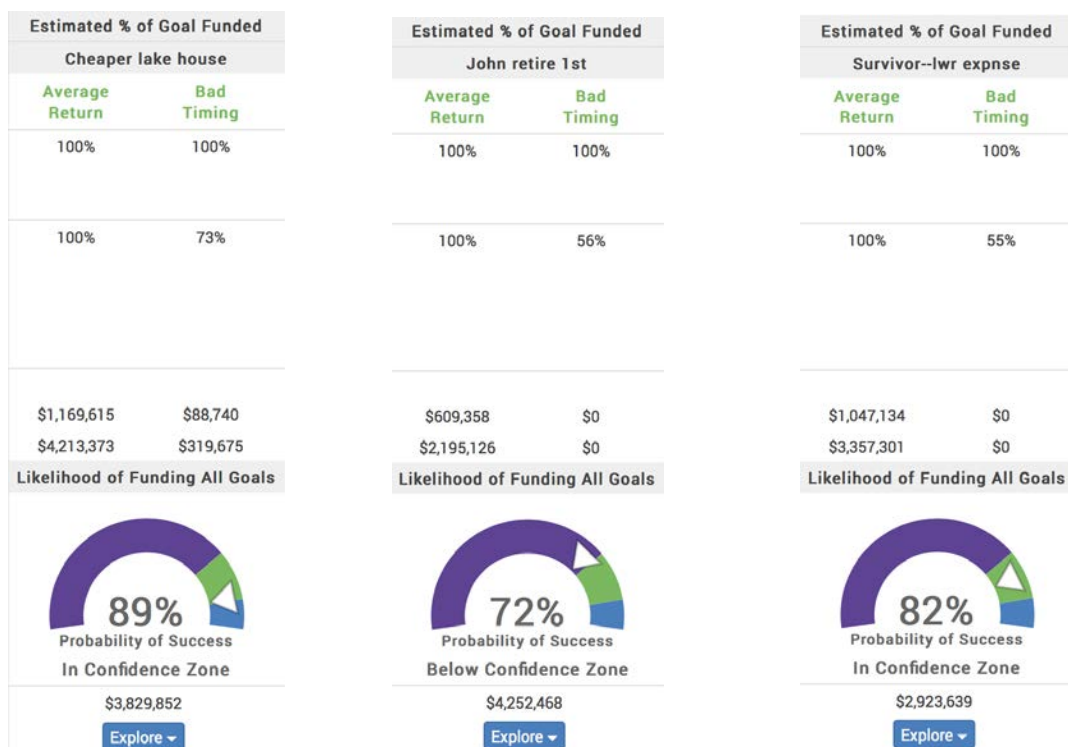 Estimated % of Goal Funded
Cheaper lake house
Average Bad
Return Timing
100% 100%
100% 73%
$1,169,615 $88,740
$4,213,373 $319,675
Likelihood of Funding All Goals
89%
Probability of Success
In Confidence Zone
$3,829,852
Explore
Estimated % of Goal Funded
John retire 1st
Average Bad
Return Timing
100% 100%
100% 56%
$609,358 $0
$2,195,126 $0
Likelihood of Funding All Goals
72%
Probability of Success
Below Confidence Zone
$4,252,468
Explore
Estimated % of Goal Funded
Survivor--lwr expnse
Average Bad
Return Timing
100% 100%
100% 55%
$1,047,134 $0
$3,357,301 $0
Likelihood of Funding All Goals
82%
Probability of Success
In Confidence Zone
$2,923,639
Explore